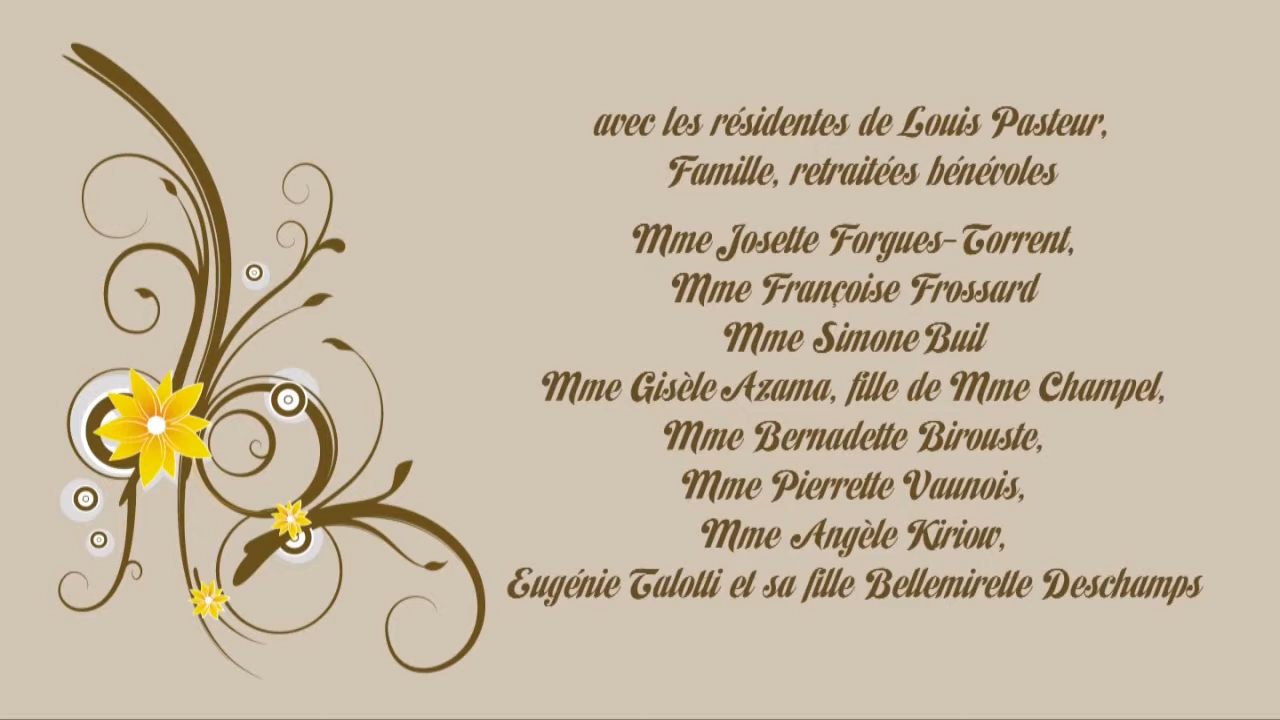 avec les résidentes de Louis Pasteur,
Famille, retraitées bénévoles
Mme Josette Forgues-Torrent,
Mme Françoise Frossard
Mme Simone Buil
Mme Gisèle Azama, fille de Mme Champel,
Mme Bernadette Birouste,
Mme Pierrette Vaunois,
Mme Angèle Kiriow,
Eugénie Talotti et sa fille Bellemirette Deschamps